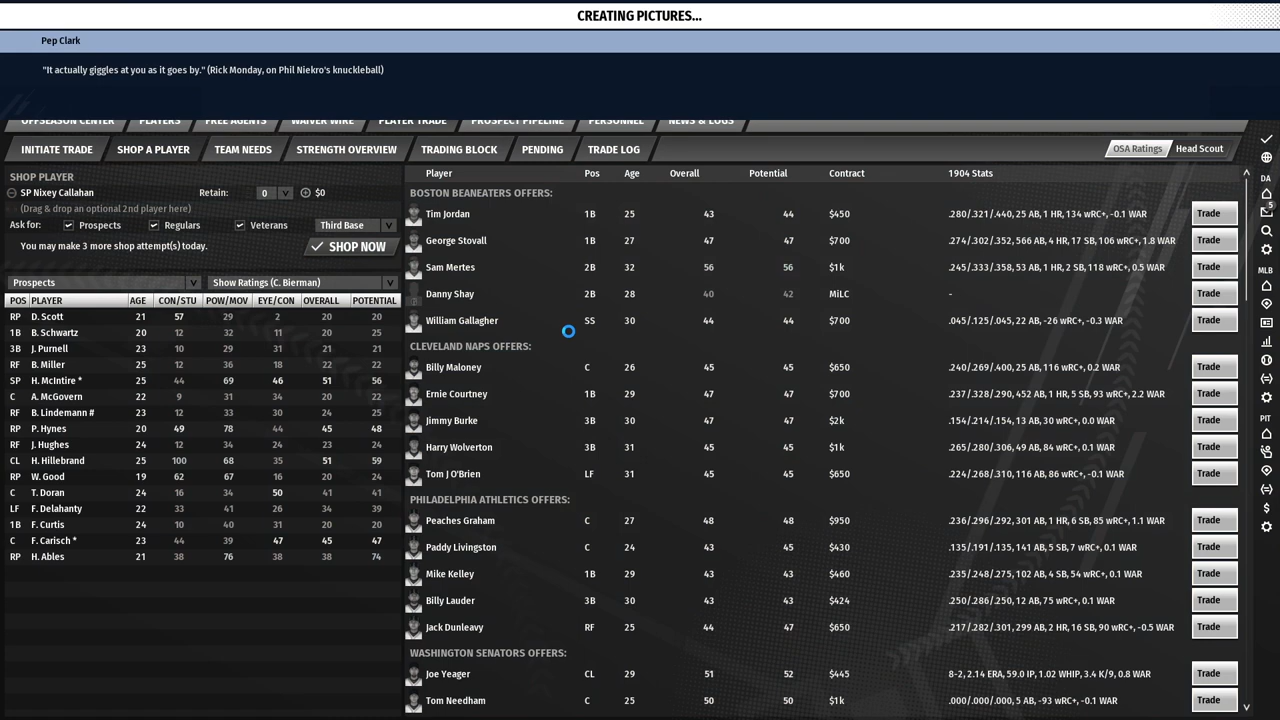 CREATING PICTURES...
Pep Clark
"It actually giggles at you as it goes by." (Rick Monday, on Phil Niekro's knuckleball)
OFFSEASON CENTER PLAYERS FREE AGENTS WAIVER WIRE PLAYER TRADE PROSPECT PIPELINE PERSONNEL NEWS & LOGS
INITIATE TRADE SHOP A PLAYER TEAM NEEDS STRENGTH OVERVIEW TRADING BLOCK PENDING TRADE LOG OSA Ratings Head Scout
SHOP PLAYER
SP Nixey Callahan Retain: 0 $0
(Drag & drop an optional 2nd player here)
Ask for: Prospects Regulars Veterans Third Base
You may make 3 more shop attempt(s) today. SHOP NOW
Prospects Show Ratings (C. Bierman)
POS PLAYER AGE CON/STU POW/MOV EYE/CON OVERALL POTENTIAL
RP D. Scott 21 57 29 2 20 20
1B B. Schwartz 20 12 32 11 20 25
3B J. Purnell 23 10 29 31 21 21
RF B. Miller 25 12 36 18 22 22
SP H. McIntire * 25 44 69 46 51 56
C A. McGovern 22 9 31 34 20 22
RF B. Lindemann # 23 12 33 30 24 25
RP P. Hynes 20 49 78 44 45 48
RF J. Hughes 24 12 34 24 23 24
CL H. Hillebrand 25 100 68 35 51 59
RP W. Good 19 62 67 16 20 24
C T. Doran 24 16 34 50 41 41
LF F. Delahanty 22 33 41 26 34 39
1B F. Curtis 24 10 40 31 20 20
C F. Carisch * 23 44 39 47 45 47
RP H. Ables 21 38 76 38 38 74
Player Pos Age Overall Potential Contract 1904 Stats
BOSTON BEANEATERS OFFERS:
Tim Jordan 1B 25 43 44 $450 .280/.321/.440, 25 AB, 1 HR, 134 wRC+, -0.1 WAR Trade
George Stovall 1B 27 47 47 $700 .274/.302/.352, 566 AB, 4 HR, 17 SB, 106 wRC+, 1.8 WAR Trade
Sam Mertes 2B 32 56 56 $1k .245/.333/.358, 53 AB, 1 HR, 2 SB, 118 wRC+, 0.5 WAR Trade
Danny Shay 2B 28 40 42 MiLC - Trade
William Gallagher SS 30 44 44 $700 .045/.125/.045, 22 AB, -26 wRC+, -0.3 WAR Trade
CLEVELAND NAPS OFFERS:
Billy Maloney C 26 45 45 $650 .240/.269/.400, 25 AB, 116 wRC+, 0.2 WAR Trade
Ernie Courtney 1B 29 47 47 $700 .237/.328/.290, 452 AB, 1 HR, 5 SB, 93 wRC+, 2.2 WAR Trade
Jimmy Burke 3B 30 47 47 $2k .154/.214/.154, 13 AB, 30 wRC+, 0.0 WAR Trade
Harry Wolverton 3B 31 45 45 $1k .265/.280/.306, 49 AB, 84 wRC+, 0.1 WAR Trade
Tom J O'Brien LF 31 45 45 $650 .224/.268/.310, 116 AB, 86 wRC+, -0.1 WAR Trade
PHILADELPHIA ATHLETICS OFFERS:
Peaches Graham C 27 48 48 $950 .236/.296/.292, 301 AB, 1 HR, 6 SB, 85 wRC+, 1.1 WAR Trade
Paddy Livingston C 24 43 45 $430 .135/.191/.135, 141 AB, 5 SB, 7 wRC+, 0.1 WAR Trade
Mike Kelley 1B 29 43 43 $460 .235/.248/.275, 102 AB, 4 SB, 54 wRC+, 0.1 WAR Trade
Billy Lauder 3B 30 43 43 $424 .250/.286/.250, 12 AB, 75 wRC+, 0.1 WAR Trade
Jack Dunleavy RF 25 44 47 $650 .217/.282/.301, 299 AB, 2 HR, 16 SB, 90 wRC+, -0.5 WAR Trade
WASHINGTON SENATORS OFFERS:
Joe Yeager CL 29 51 52 $445 8-2, 2.14 ERA, 59.0 IP, 1.02 WHIP, 3.4 K/9, 0.8 WAR Trade
Tom Needham C 25 50 50 $1k .000/.000/.000, 5 AB, -93 wRC+, -0.1 WAR Trade
DA
5
MLB
PIT